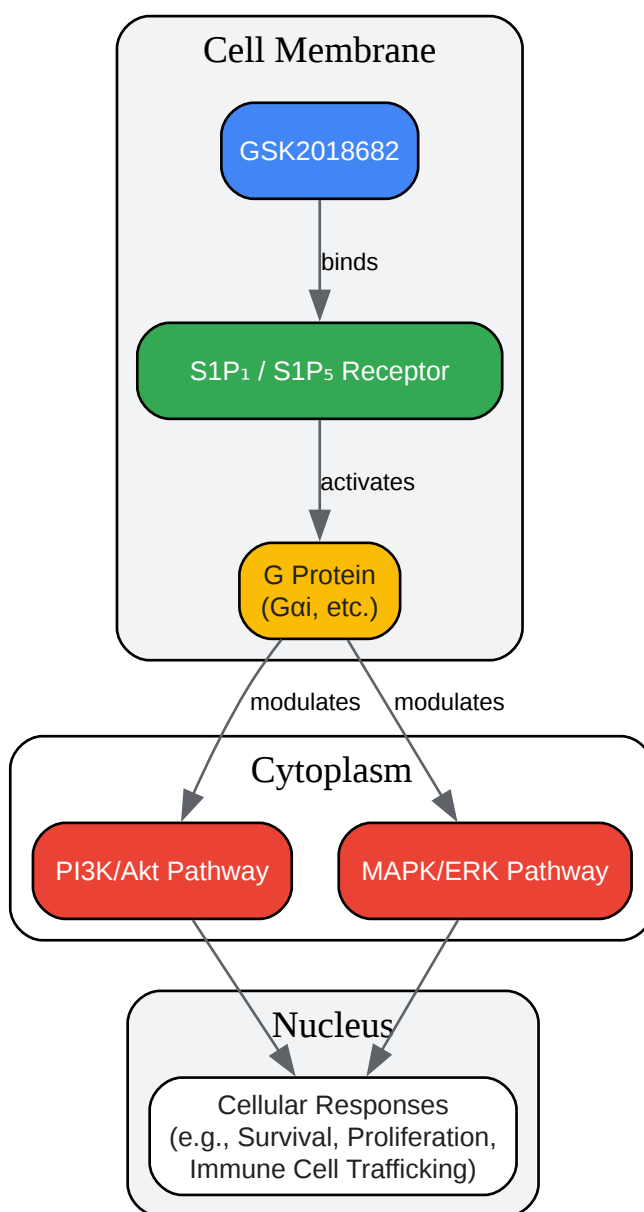 Cell Membrane
GSK2018682
binds
S1P₁ / S1P₅ Receptor
activates
G Protein
(Gαi, etc.)
modulates
modulates
Cytoplasm
PI3K/Akt Pathway
MAPK/ERK Pathway
Nucleus
Cellular Responses
(e.g., Survival, Proliferation,
Immune Cell Trafficking)